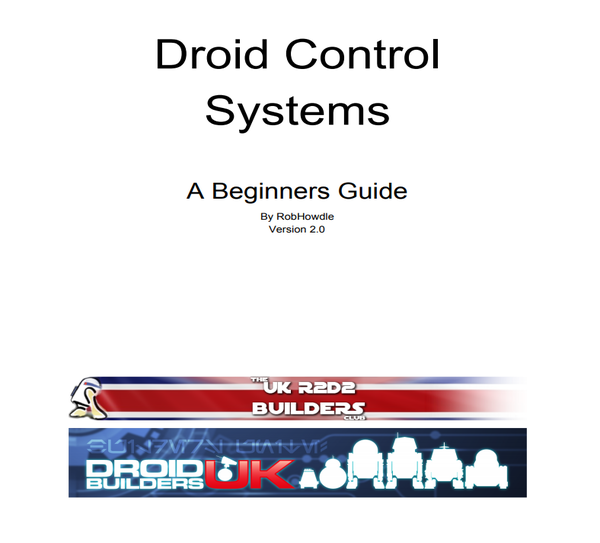 Droid Control
Systems
A Beginners Guide
By RobHowdle
Version 2.0
THE
UK R2D2
BUILDERS
CLUB
DROID
BUILDERS
UK